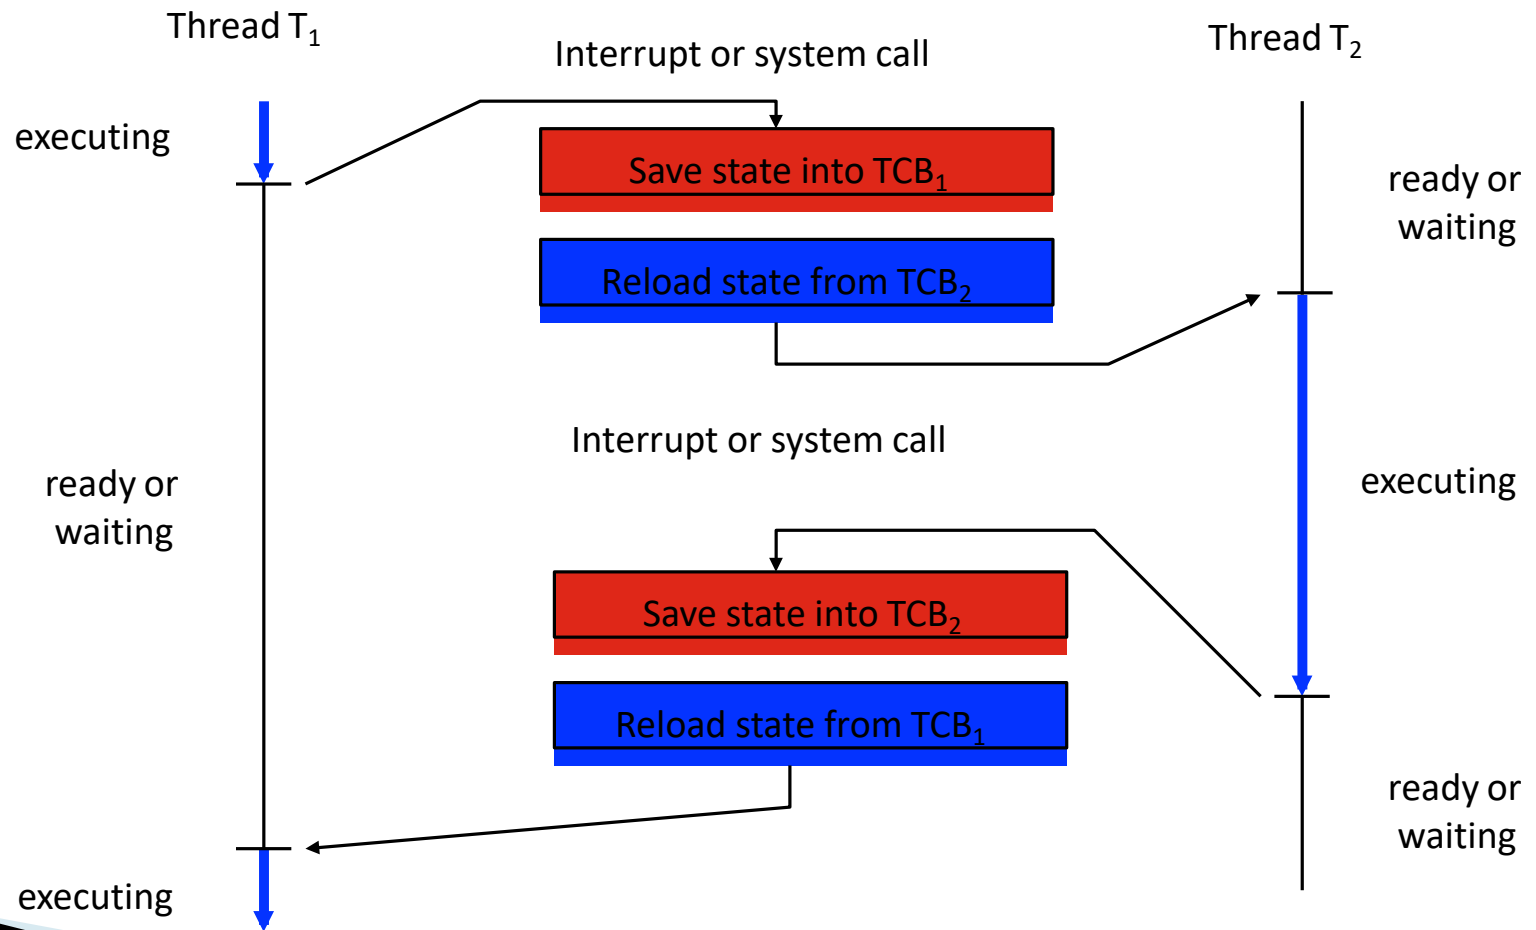 Thread T₁
Interrupt or system call
Thread T₂
executing
Save state into TCB₁
ready or
waiting
Reload state from TCB₂
Interrupt or system call
ready or
waiting
executing
Save state into TCB₂
Reload state from TCB₁
ready or
waiting
executing